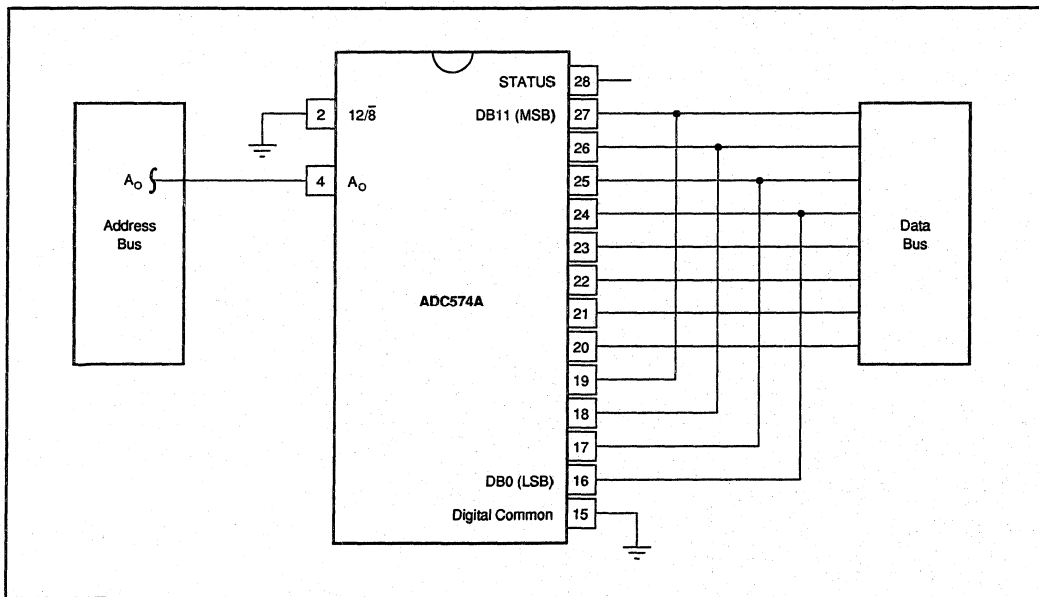 STATUS 28
2 12/8̅ DB11 (MSB) 27
26
A₀ 4 A₀ 25
Address
Bus
24
Data
Bus
23
22
ADC574A
21
20
19
18
17
DB0 (LSB) 16
Digital Common 15